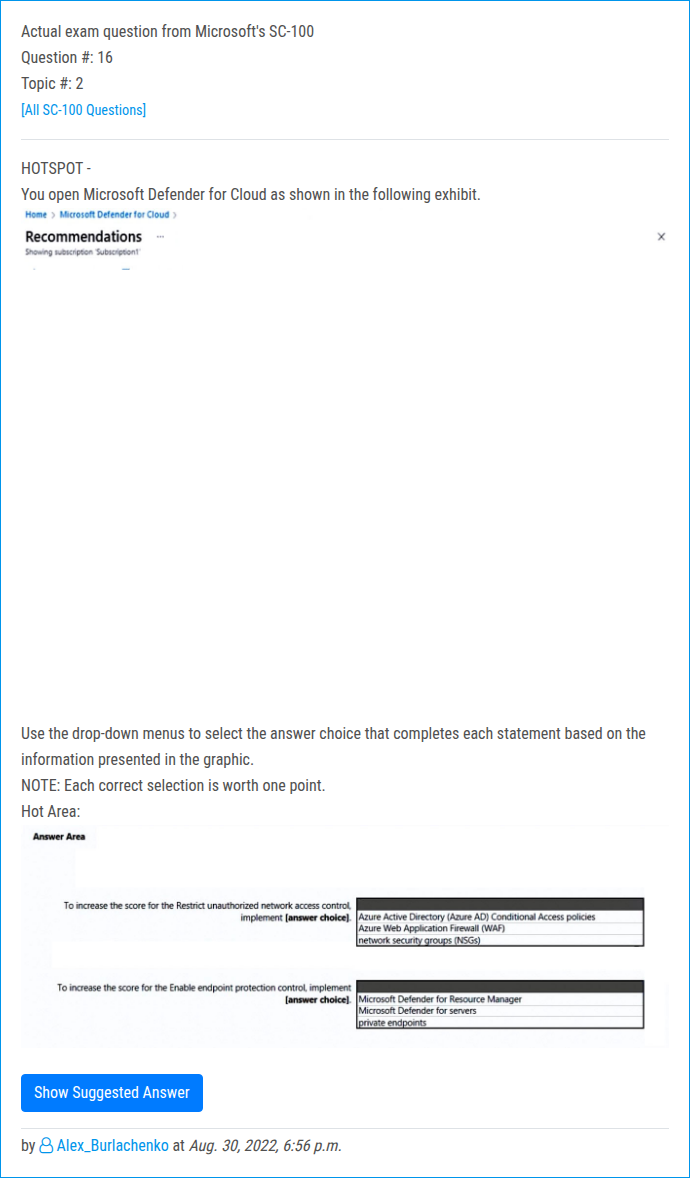 Actual exam question from Microsoft's SC-100
Question #: 16
Topic #: 2
[All SC-100 Questions]
HOTSPOT -
You open Microsoft Defender for Cloud as shown in the following exhibit.
Home > Microsoft Defender for Cloud >
Recommendations ...
Showing subscription 'Subscription1'
Use the drop-down menus to select the answer choice that completes each statement based on the
information presented in the graphic.
NOTE: Each correct selection is worth one point.
Hot Area:
Answer Area
To increase the score for the Restrict unauthorized network access control,
implement [answer choice].
Azure Active Directory (Azure AD) Conditional Access policies
Azure Web Application Firewall (WAF)
network security groups (NSGs)
To increase the score for the Enable endpoint protection control, implement
[answer choice].
Microsoft Defender for Resource Manager
Microsoft Defender for servers
private endpoints
Show Suggested Answer
by Alex_Burlachenko at Aug. 30, 2022, 6:56 p.m.